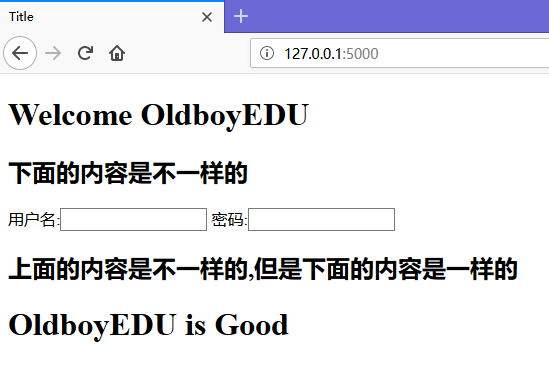 Title
127.0.0.1:5000
Welcome OldboyEDU
下面的内容是不一样的
用户名: 密码:
上面的内容是不一样的,但是下面的内容是一样的
OldboyEDU is Good